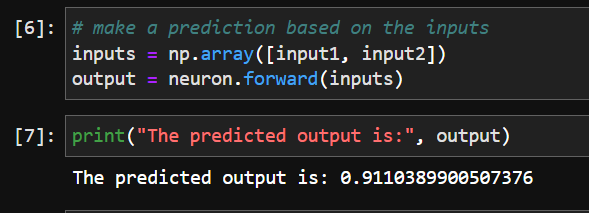 [6]: # make a prediction based on the inputs
inputs = np.array([input1, input2])
output = neuron.forward(inputs)
[7]: print("The predicted output is:", output)
The predicted output is: 0.9110389900507376